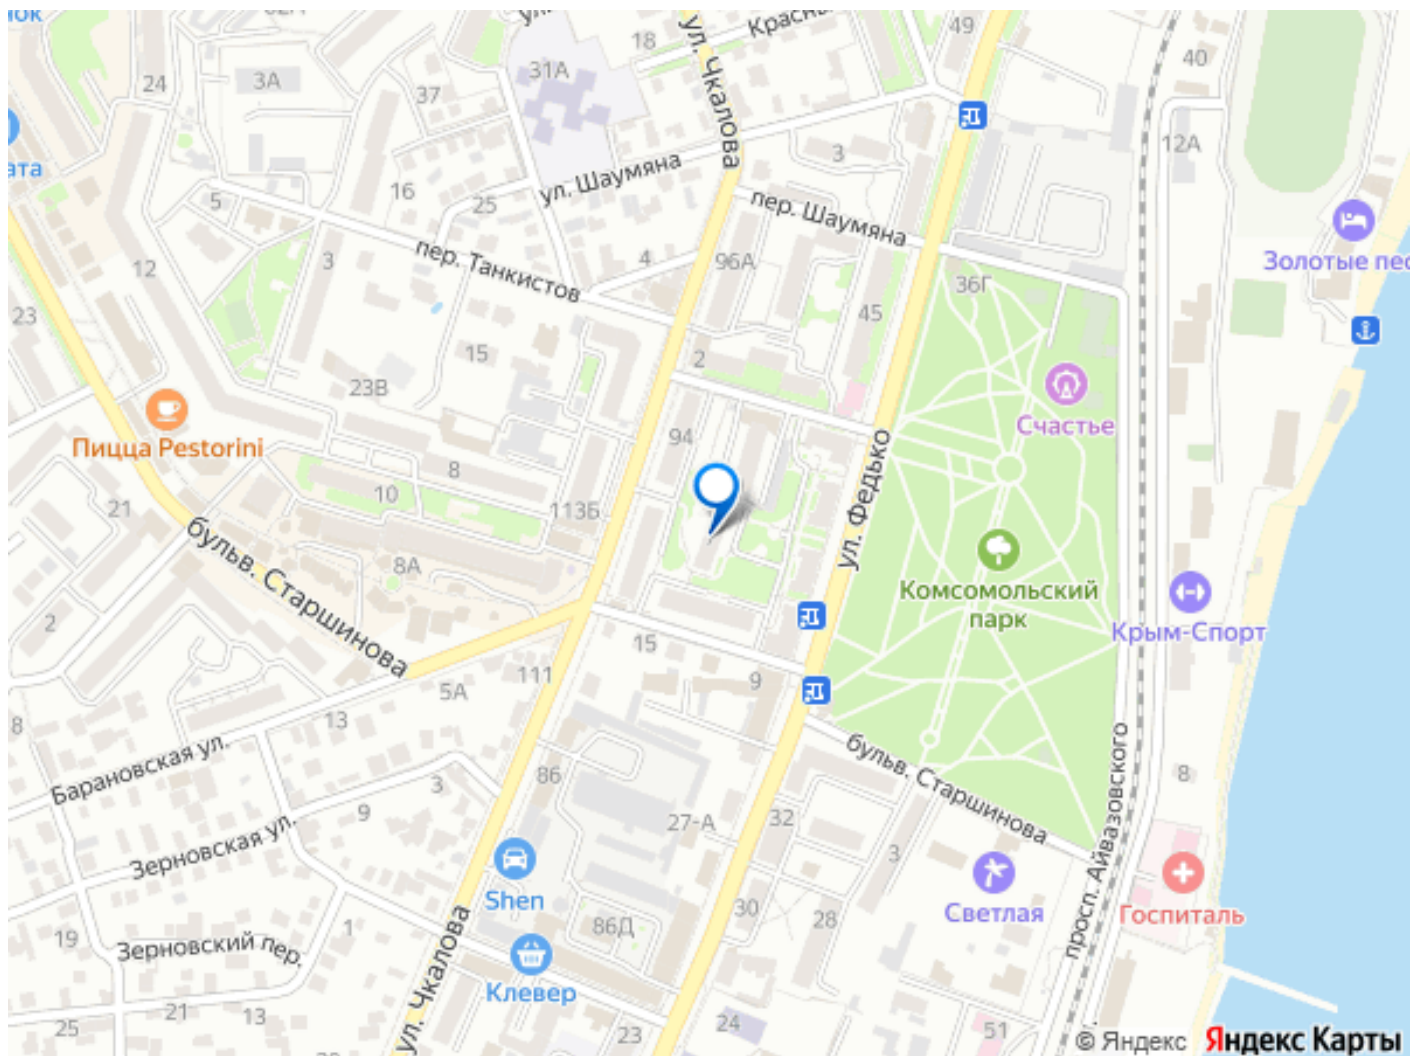 49
Красна
ул.
18
ул. Чкалова
40
24
3А
31А
37
12А
ата
3
ул. Шаумяна
16
5
25
пер. Шаумяна
пер. Танкистов
4
96А
Золотые пес
12
3
36Г
45
23
15
2
23В
Счастье
Пицца Pestorini
94
8
10
21
113Б
ул. Федько
бульв. Старшинова
8А
Комсомольский
парк
2
Крым-Спорт
15
111
9
5А
8
13
Барановская ул.
бульв. Старшинова
просп. Айвазовского
3
86
8
9
27-А
32
Зерновская ул.
3
Shen
Светлая
Госпиталь
30
28
1
86Д
19
Зерновский пер.
ул. Чкалова
Клевер
21
13
25
23
24
51
© Яндекс Яндекс Карты